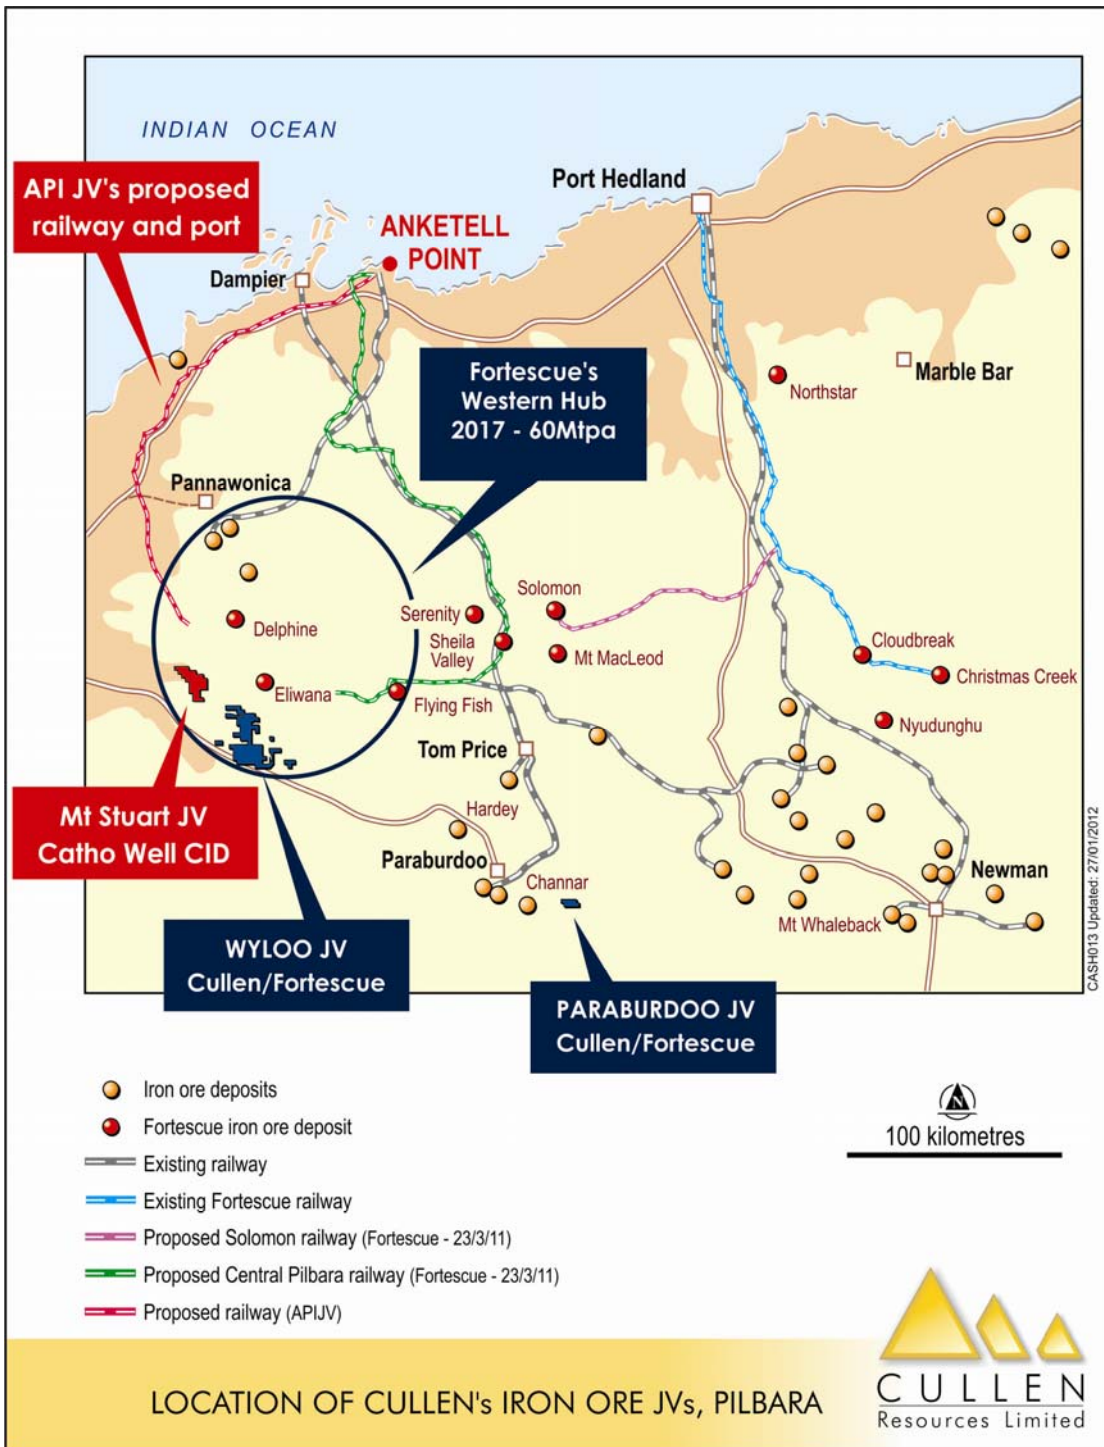 INDIAN OCEAN
API JV's proposed
railway and port
Port Hedland
ANKETELL
POINT
Dampier
Fortescue's
Western Hub
2017 - 60Mtpa
Marble Bar
Northstar
Pannawonica
Solomon
Serenity
Delphine
Sheila
Valley
Mt MacLeod
Cloudbreak
Christmas Creek
Eliwana
Flying Fish
Nyudunghu
Tom Price
Mt Stuart JV
Catho Well CID
Hardey
Paraburdoo
Channar
Newman
Mt Whaleback
WYLOO JV
Cullen/Fortescue
PARABURDOO JV
Cullen/Fortescue
CASH013 Updated: 27/01/2012
Iron ore deposits
Fortescue iron ore deposit
Existing railway
Existing Fortescue railway
Proposed Solomon railway (Fortescue - 23/3/11)
Proposed Central Pilbara railway (Fortescue - 23/3/11)
Proposed railway (APIJV)
N
100 kilometres
LOCATION OF CULLEN's IRON ORE JVs, PILBARA
CULLEN
Resources Limited